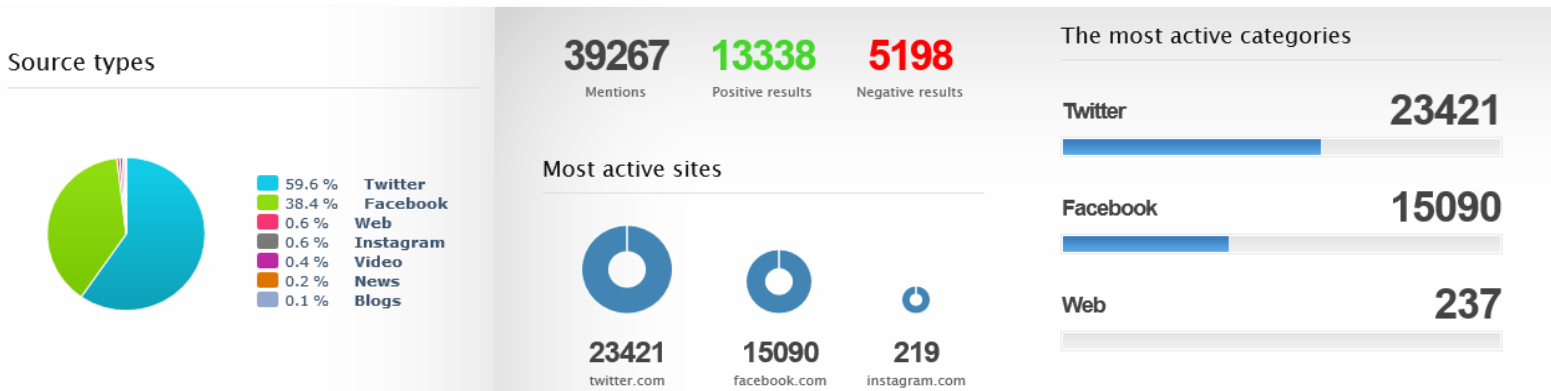 Source types
59.6 % Twitter
38.4 % Facebook
0.6 % Web
0.6 % Instagram
0.4 % Video
0.2 % News
0.1 % Blogs
39267 13338 5198
Mentions Positive results Negative results
Most active sites
23421 15090 219
twitter.com facebook.com instagram.com
The most active categories
Twitter 23421
Facebook 15090
Web 237